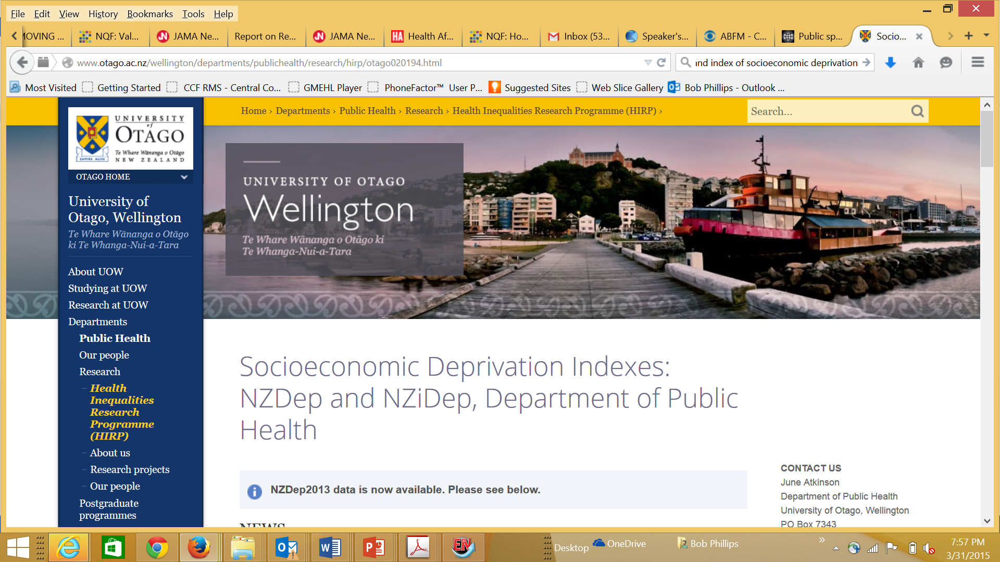 File Edit View History Bookmarks Tools Help
MOVING ... NQF: Val... JAMA Ne... Report on Re... JAMA Ne... Health Af... NQF: Ho... Inbox (53... Speaker's... ABFM - C... Public sp... Socio...
www.otago.ac.nz/wellington/departments/publichealth/research/hirp/otago020194.html
and index of socioeconomic deprivation
Most Visited Getting Started CCF RMS - Central Co... GMEHL Player PhoneFactor™ User P... Suggested Sites Web Slice Gallery Bob Phillips - Outlook ...
Home › Departments › Public Health › Research › Health Inequalities Research Programme (HIRP) ›
Search...
UNIVERSITY
of
OTAGO
Te Whare Wānanga o Otāgo
NEW ZEALAND
SAPERE AUDE
OTAGO HOME
University of
Otago, Wellington
Te Whare Wānanga o Otāgo
ki Te Whanga-Nui-a-Tara
About UOW
Studying at UOW
Research at UOW
Departments
Public Health
Our people
Research
Health
Inequalities
Research
Programme
(HIRP)
About us
Research projects
Our people
Postgraduate
programmes
UNIVERSITY OF OTAGO
Wellington
Te Whare Wānanga o Otāgo ki
Te Whanga-Nui-a-Tara
Socioeconomic Deprivation Indexes:
NZDep and NZiDep, Department of Public
Health
NZDep2013 data is now available. Please see below.
NEWS
CONTACT US
June Atkinson
Department of Public Health
University of Otago, Wellington
PO Box 7343
Desktop OneDrive Bob Phillips
7:57 PM
3/31/2015